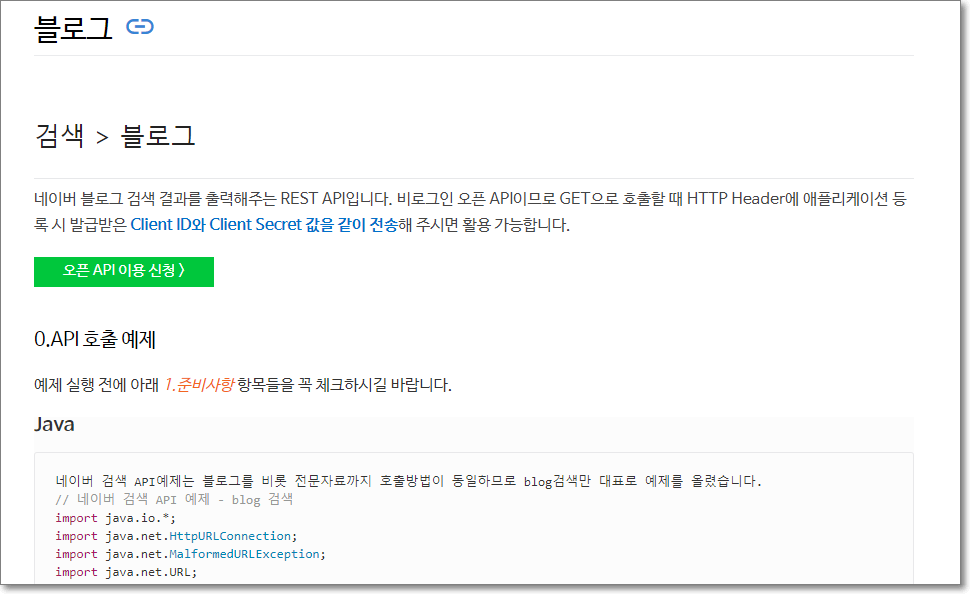 블로그
검색 > 블로그
네이버 블로그 검색 결과를 출력해주는 REST API입니다. 비로그인 오픈 API이므로 GET으로 호출할 때 HTTP Header에 애플리케이션 등
록 시 발급받은 Client ID와 Client Secret 값을 같이 전송해 주시면 활용 가능합니다.
오픈 API 이용 신청 〉
0.API 호출 예제
예제 실행 전에 아래 1.준비사항 항목들을 꼭 체크하시길 바랍니다.
Java
네이버 검색 API예제는 블로그를 비롯 전문자료까지 호출방법이 동일하므로 blog검색만 대표로 예제를 올렸습니다.
// 네이버 검색 API 예제 - blog 검색
import java.io.*;
import java.net.HttpURLConnection;
import java.net.MalformedURLException;
import java.net.URL;